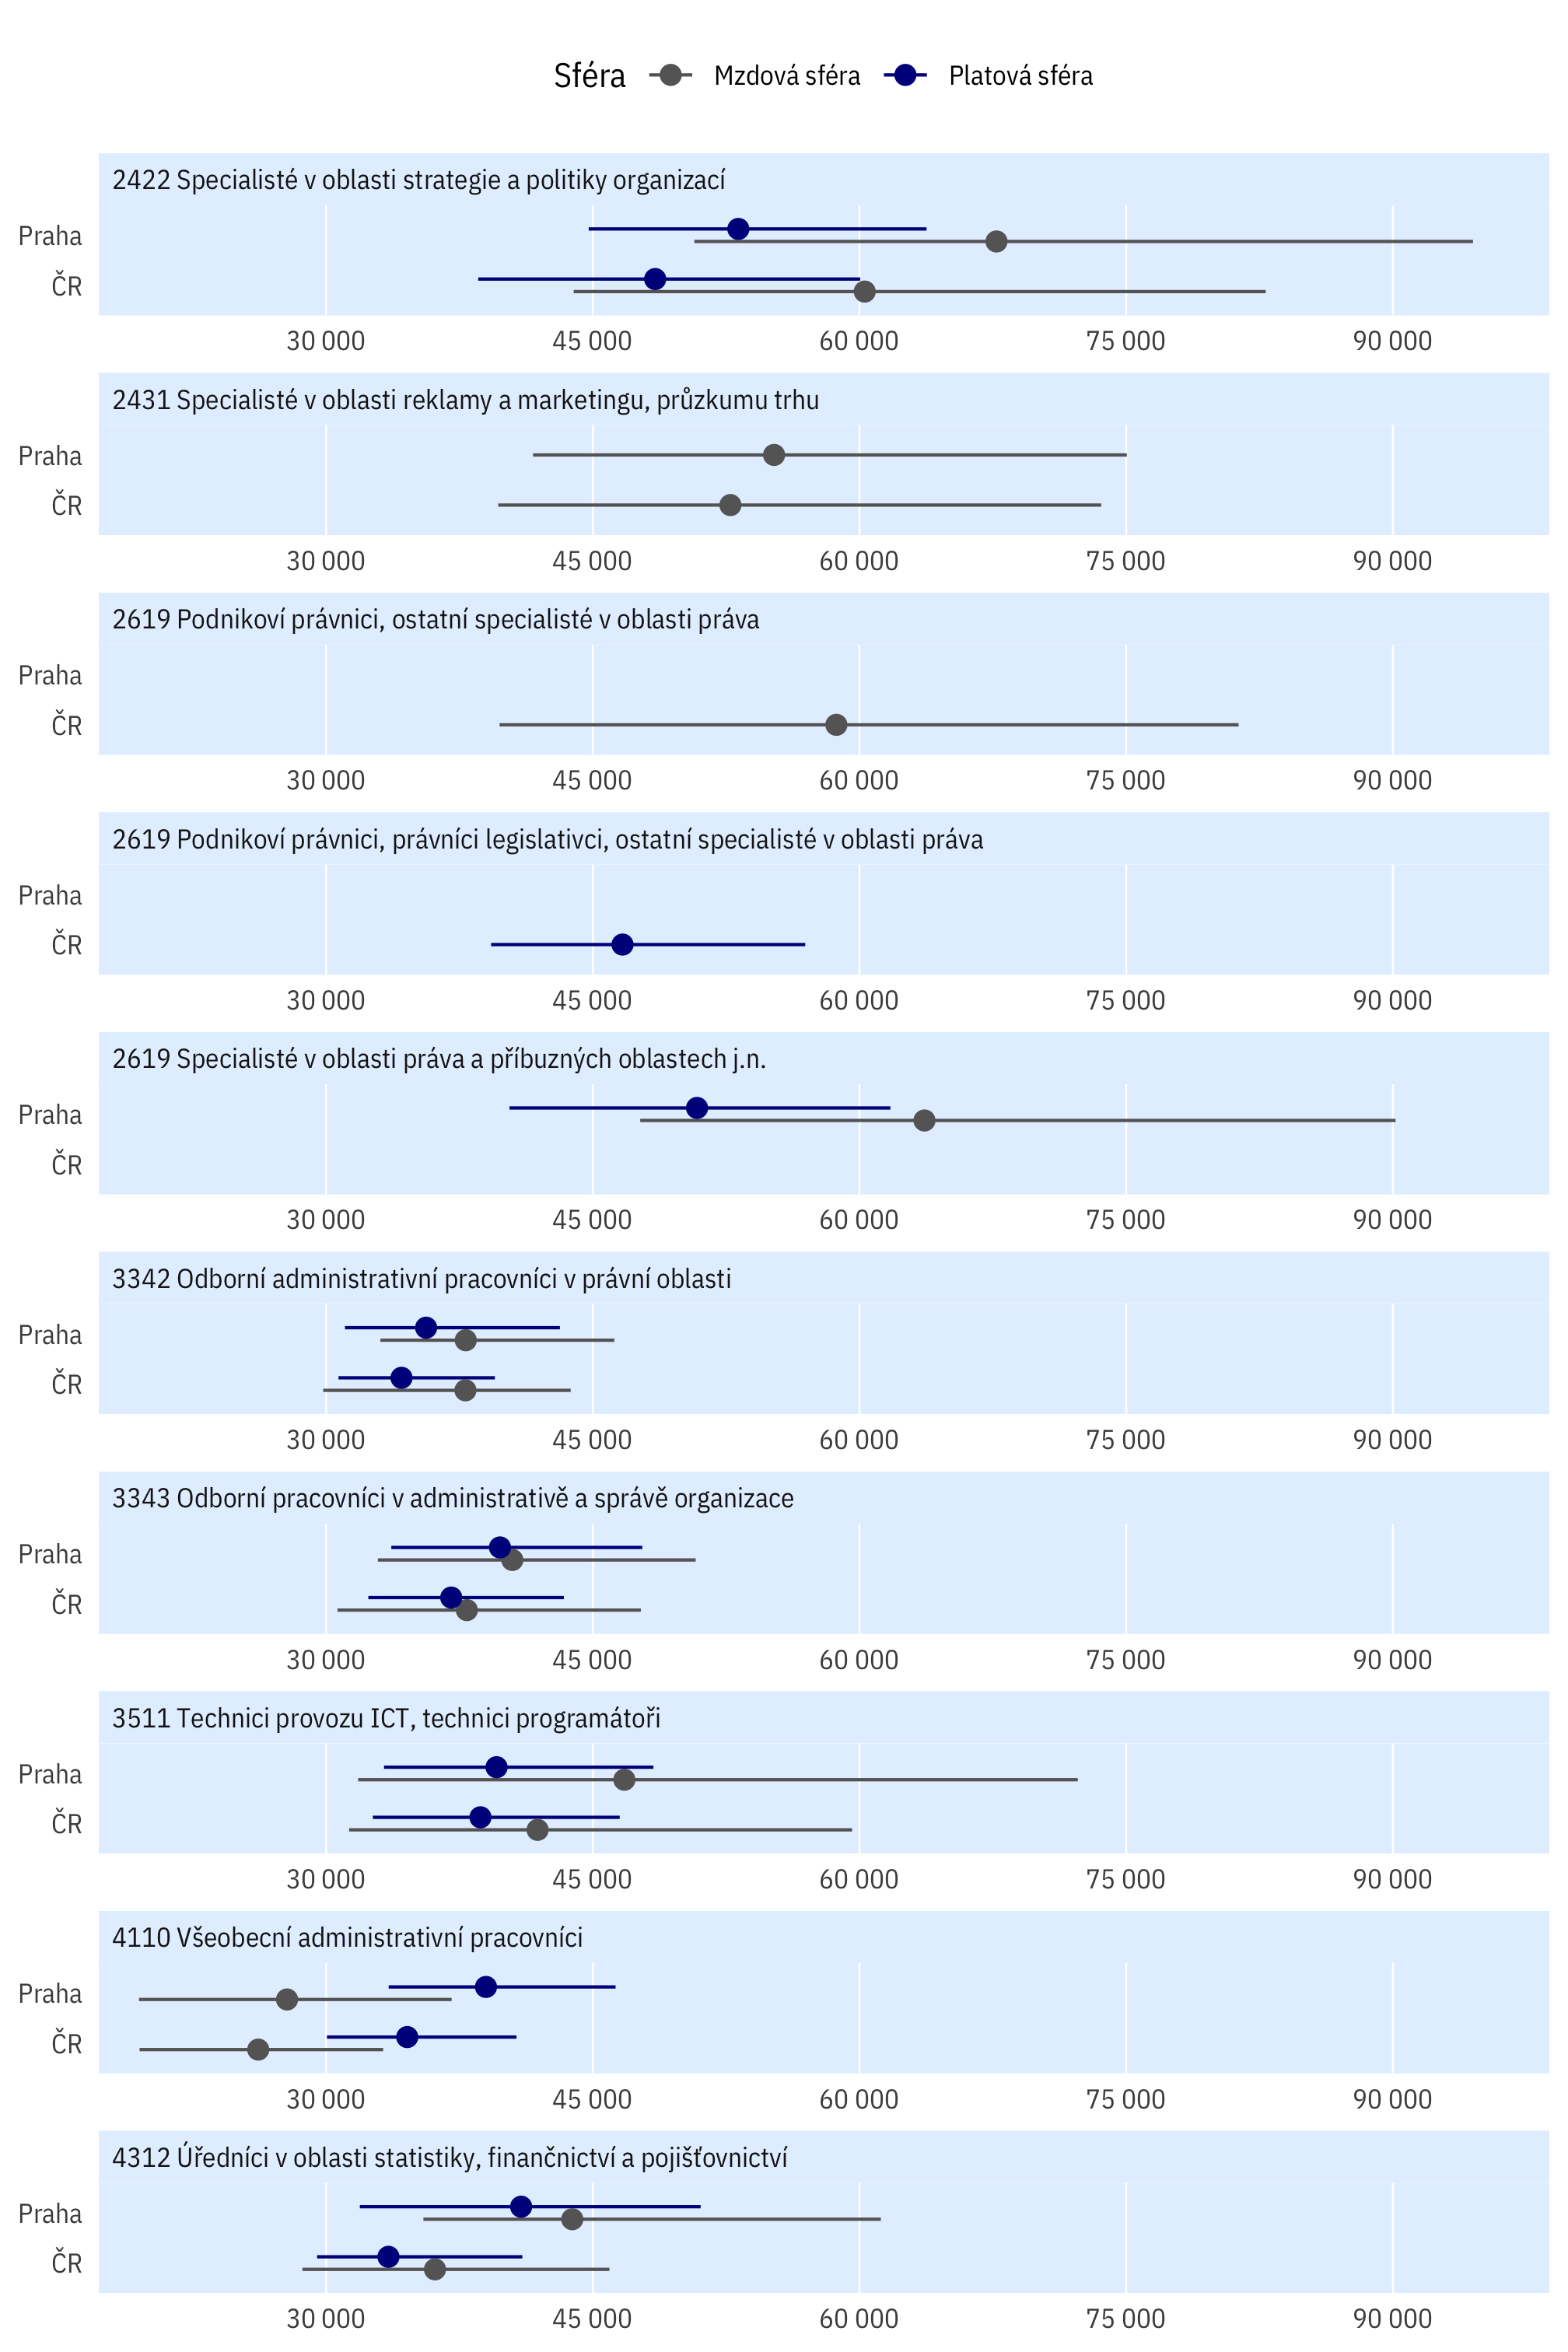 Sféra Mzdová sféra Platová sféra
2422 Specialisté v oblasti strategie a politiky organizací
Praha
ČR
30 000 45 000 60 000 75 000 90 000
2431 Specialisté v oblasti reklamy a marketingu, průzkumu trhu
Praha
ČR
30 000 45 000 60 000 75 000 90 000
2619 Podnikoví právnici, ostatní specialisté v oblasti práva
Praha
ČR
30 000 45 000 60 000 75 000 90 000
2619 Podnikoví právnici, právníci legislativci, ostatní specialisté v oblasti práva
Praha
ČR
30 000 45 000 60 000 75 000 90 000
2619 Specialisté v oblasti práva a příbuzných oblastech j.n.
Praha
ČR
30 000 45 000 60 000 75 000 90 000
3342 Odborní administrativní pracovníci v právní oblasti
Praha
ČR
30 000 45 000 60 000 75 000 90 000
3343 Odborní pracovníci v administrativě a správě organizace
Praha
ČR
30 000 45 000 60 000 75 000 90 000
3511 Technici provozu ICT, technici programátoři
Praha
ČR
30 000 45 000 60 000 75 000 90 000
4110 Všeobecní administrativní pracovníci
Praha
ČR
30 000 45 000 60 000 75 000 90 000
4312 Úředníci v oblasti statistiky, finančnictví a pojišťovnictví
Praha
ČR
30 000 45 000 60 000 75 000 90 000